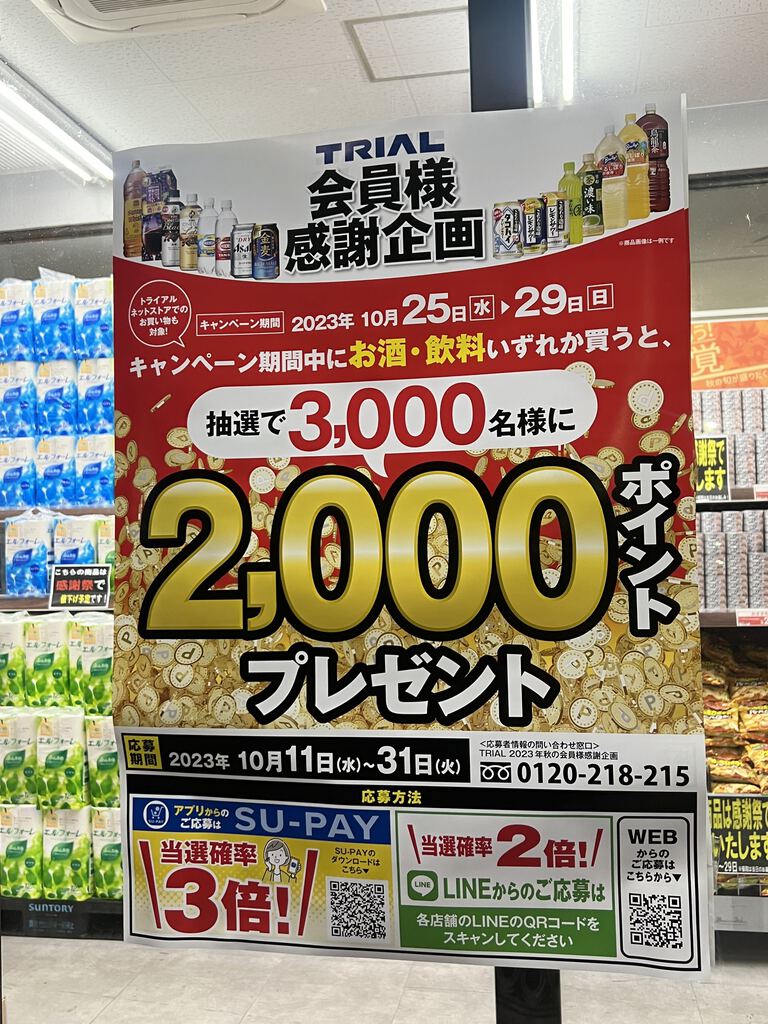 TRIAL
会員様
感謝企画
※商品画像は一例です
トライアル
ネットストアでの
お買い物も
対象!
キャンペーン期間 2023年 10月25日水▶29日日
キャンペーン期間中にお酒・飲料いずれか買うと、
抽選で3,000名様に
2,000ポイント
プレゼント
応募期間 2023年 10月11日(水)~31日(火)
<応募者情報の問い合わせ窓口>
TRIAL 2023年秋の会員様感謝企画
0120-218-215
応募方法
SU-PAY
アプリからの
ご応募は
SU-PAY
当選確率
3倍!
SU-PAYの
ダウンロードは
こちら▼
当選確率2倍!
LINE
LINEからのご応募は
各店舗のLINEのQRコードを
スキャンしてください
WEB
からの
ご応募は
こちらから▼
こちらの商品は
感謝祭で
値下げ予定です!
エルフォーレ
SUNTORY
覚